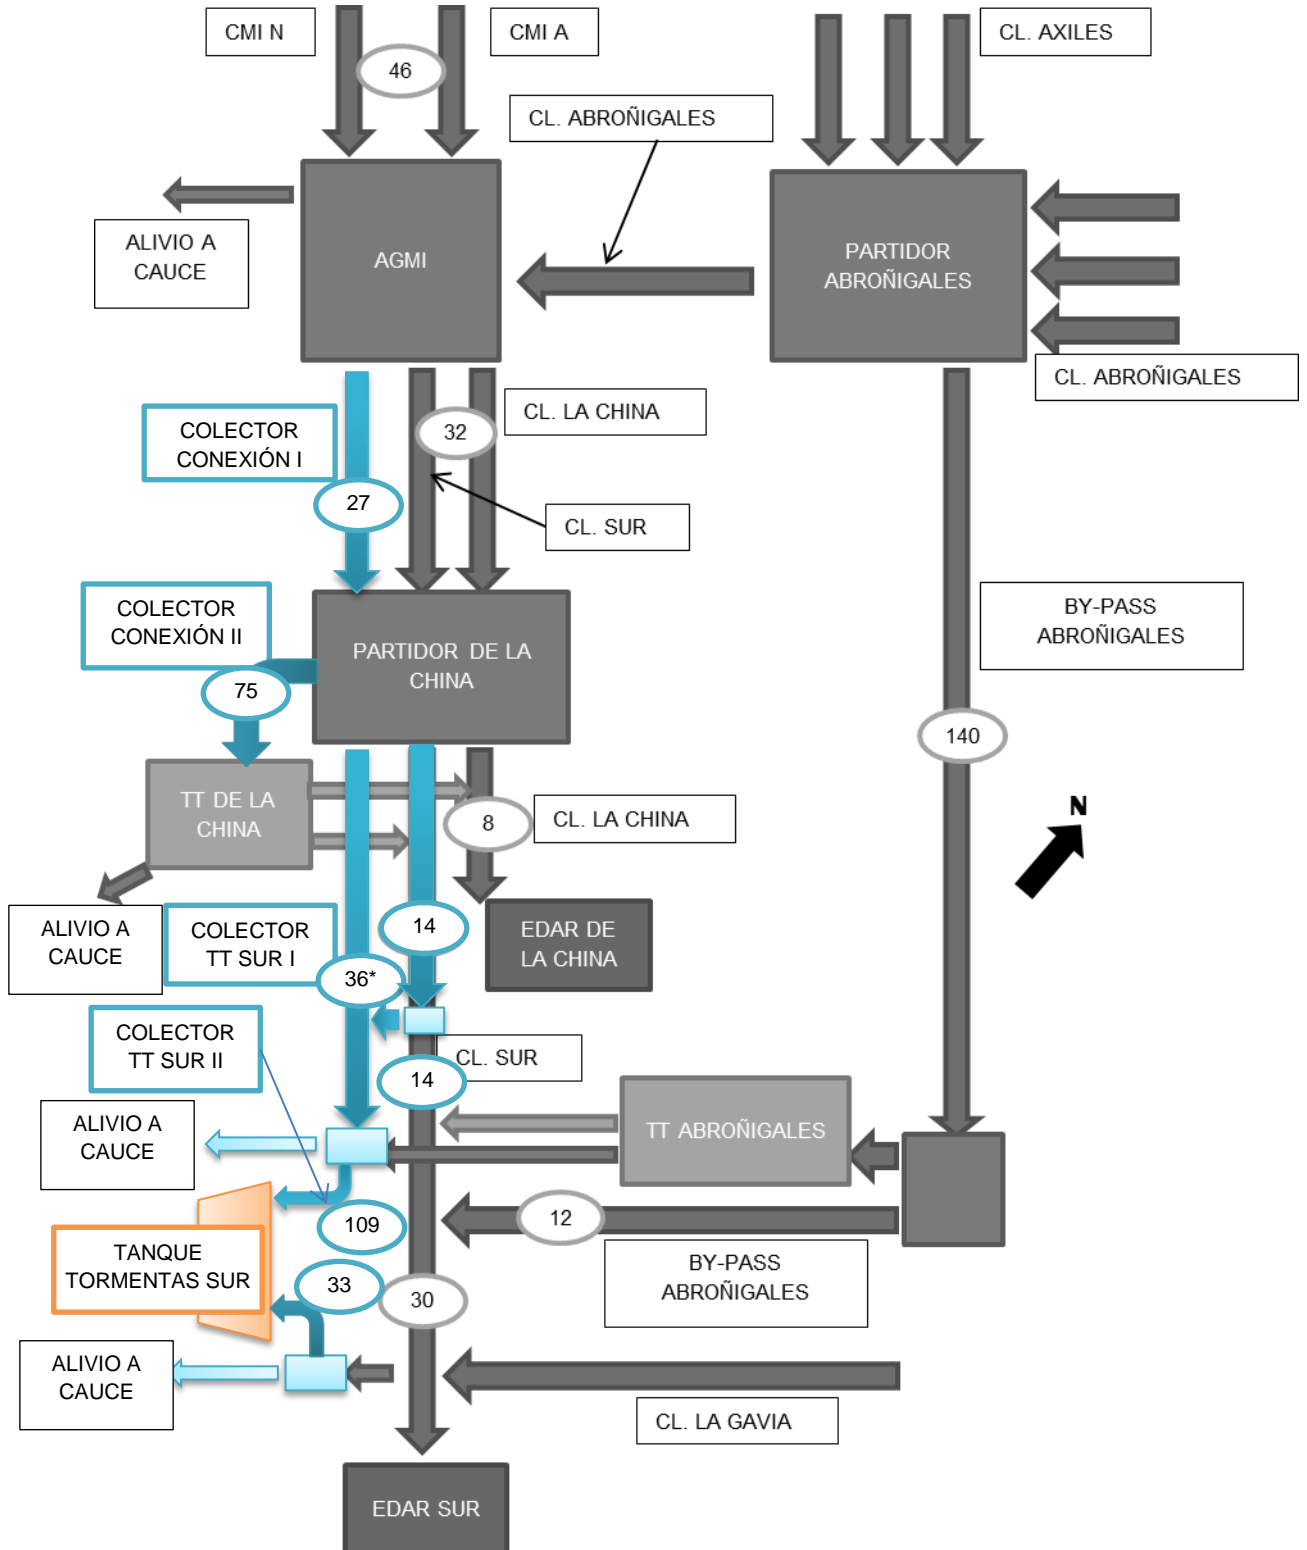 CMI N
CMI A
CL. AXILES
46
CL. ABROÑIGALES
ALIVIO A
CAUCE
AGMI
PARTIDOR
ABROÑIGALES
CL. ABROÑIGALES
COLECTOR
CONEXIÓN I
CL. LA CHINA
32
27
CL. SUR
COLECTOR
CONEXIÓN II
BY-PASS
ABROÑIGALES
PARTIDOR DE LA
CHINA
75
140
TT DE LA
CHINA
8
CL. LA CHINA
N
ALIVIO A
CAUCE
COLECTOR
TT SUR I
14
EDAR DE
LA CHINA
36*
COLECTOR
TT SUR II
CL. SUR
14
ALIVIO A
CAUCE
TT ABROÑIGALES
109
12
TANQUE
TORMENTAS SUR
BY-PASS
ABROÑIGALES
33
30
ALIVIO A
CAUCE
CL. LA GAVIA
EDAR SUR